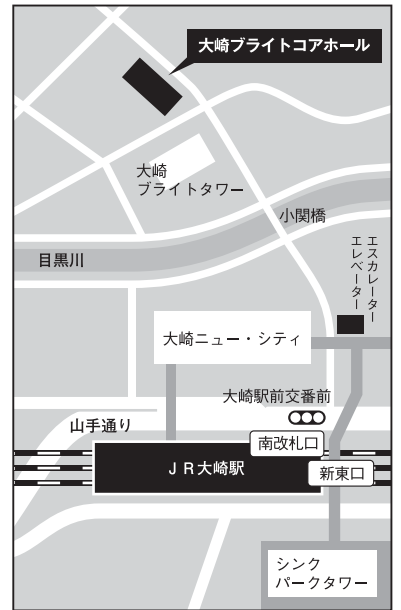 大崎ブライトコアホール
大崎
ブライトタワー
小関橋
目黒川
エスカレーター
エレベーター
大崎ニュー・シティ
大崎駅前交番前
山手通り
南改札口
ＪＲ大崎駅
新東口
シンク
パークタワー